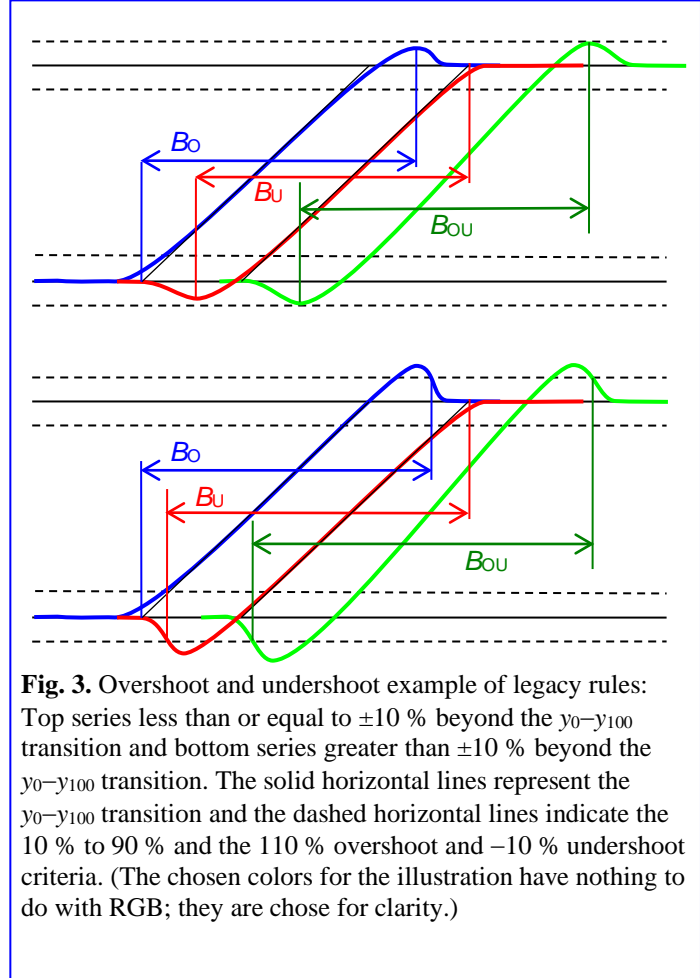 BO
BU
BOU
BO
BU
BOU
Fig. 3. Overshoot and undershoot example of legacy rules:
Top series less than or equal to ±10 % beyond the y0–y100
transition and bottom series greater than ±10 % beyond the
y0–y100 transition. The solid horizontal lines represent the
y0–y100 transition and the dashed horizontal lines indicate the
10 % to 90 % and the 110 % overshoot and –10 % undershoot
criteria. (The chosen colors for the illustration have nothing to
do with RGB; they are chose for clarity.)